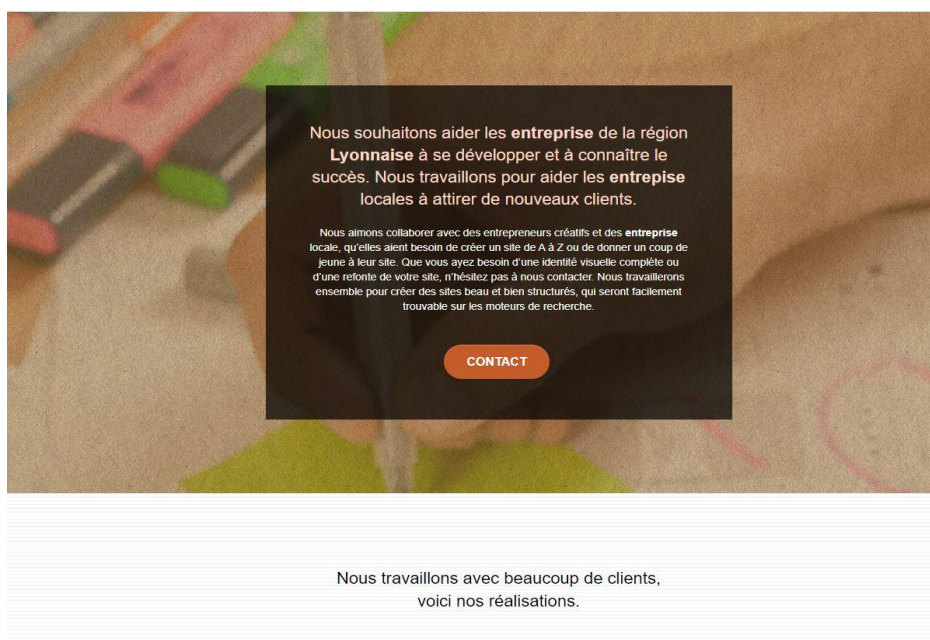 Nous souhaitons aider les entreprise de la région
Lyonnaise à se développer et à connaître le
succès. Nous travaillons pour aider les entrepise
locales à attirer de nouveaux clients.
Nous aimons collaborer avec des entrepreneurs créatifs et des entreprise
locale, qu'elles aient besoin de créer un site de A à Z ou de donner un coup de
jeune à leur site. Que vous ayez besoin d'une identité visuelle complète ou
d'une refonte de votre site, n'hésitez pas à nous contacter. Nous travaillerons
ensemble pour créer des sites beau et bien structurés, qui seront facilement
trouvable sur les moteurs de recherche.
CONTACT
Nous travaillons avec beaucoup de clients,
voici nos réalisations.